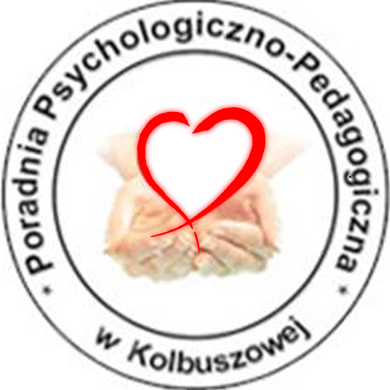 * Poradnia Psychologiczno-Pedagogiczna *
w Kolbuszowej